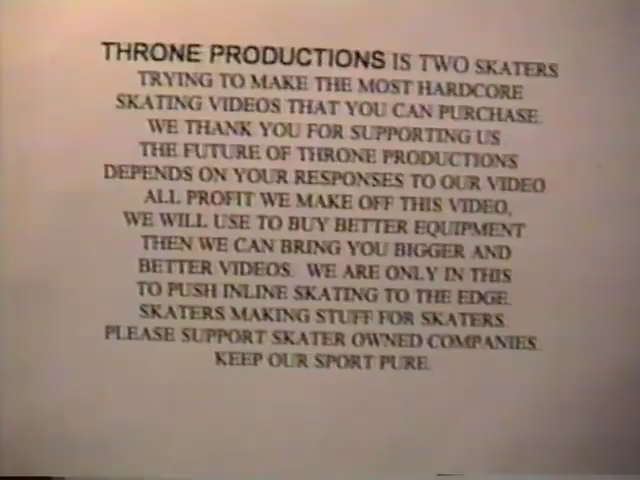 THRONE PRODUCTIONS IS TWO SKATERS
TRYING TO MAKE THE MOST HARDCORE
SKATING VIDEOS THAT YOU CAN PURCHASE.
WE THANK YOU FOR SUPPORTING US
THE FUTURE OF THRONE PRODUCTIONS
DEPENDS ON YOUR RESPONSES TO OUR VIDEO
ALL PROFIT WE MAKE OFF THIS VIDEO,
WE WILL USE TO BUY BETTER EQUIPMENT
THEN WE CAN BRING YOU BIGGER AND
BETTER VIDEOS. WE ARE ONLY IN THIS
TO PUSH INLINE SKATING TO THE EDGE.
SKATERS MAKING STUFF FOR SKATERS.
PLEASE SUPPORT SKATER OWNED COMPANIES.
KEEP OUR SPORT PURE.